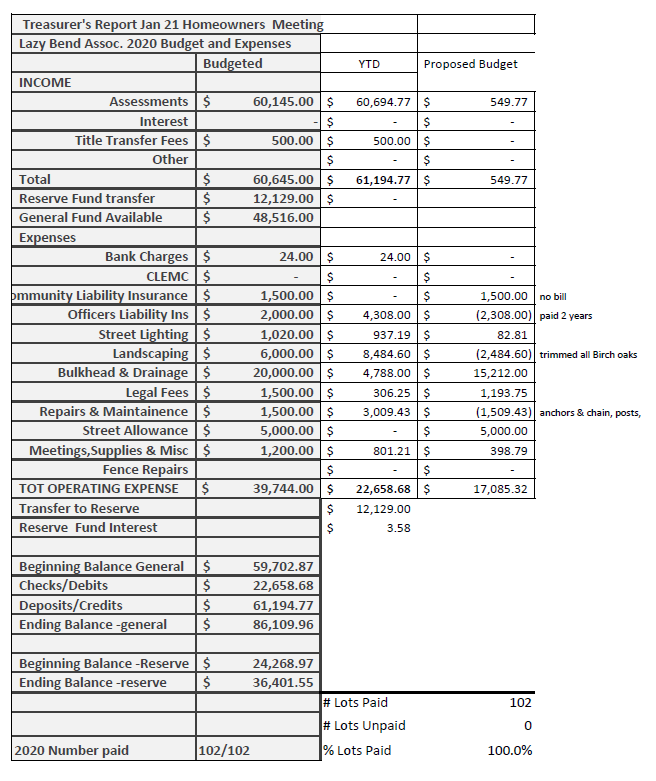 Treasurer's Report Jan 21 Homeowners Meeting
Lazy Bend Assoc. 2020 Budget and Expenses
Budgeted YTD Proposed Budget
INCOME
Assessments $ 60,145.00 $ 60,694.77 $ 549.77
Interest - $ - $ -
Title Transfer Fees $ 500.00 $ 500.00 $ -
Other $ - $ -
Total $ 60,645.00 $ 61,194.77 $ 549.77
Reserve Fund transfer $ 12,129.00 $ -
General Fund Available $ 48,516.00
Expenses
Bank Charges $ 24.00 $ 24.00 $ -
CLEMC $ - $ - $ -
ommunity Liability Insurance $ 1,500.00 $ - $ 1,500.00 no bill
Officers Liability Ins $ 2,000.00 $ 4,308.00 $ (2,308.00) paid 2 years
Street Lighting $ 1,020.00 $ 937.19 $ 82.81
Landscaping $ 6,000.00 $ 8,484.60 $ (2,484.60) trimmed all Birch oaks
Bulkhead & Drainage $ 20,000.00 $ 4,788.00 $ 15,212.00
Legal Fees $ 1,500.00 $ 306.25 $ 1,193.75
Repairs & Maintainence $ 1,500.00 $ 3,009.43 $ (1,509.43) anchors & chain, posts,
Street Allowance $ 5,000.00 $ - $ 5,000.00
Meetings,Supplies & Misc $ 1,200.00 $ 801.21 $ 398.79
Fence Repairs $ - $ -
TOT OPERATING EXPENSE $ 39,744.00 $ 22,658.68 $ 17,085.32
Transfer to Reserve $ 12,129.00
Reserve Fund Interest $ 3.58
Beginning Balance General $ 59,702.87
Checks/Debits $ 22,658.68
Deposits/Credits $ 61,194.77
Ending Balance -general $ 86,109.96
Beginning Balance -Reserve $ 24,268.97
Ending Balance -reserve $ 36,401.55
# Lots Paid 102
# Lots Unpaid 0
2020 Number paid 102/102 % Lots Paid 100.0%